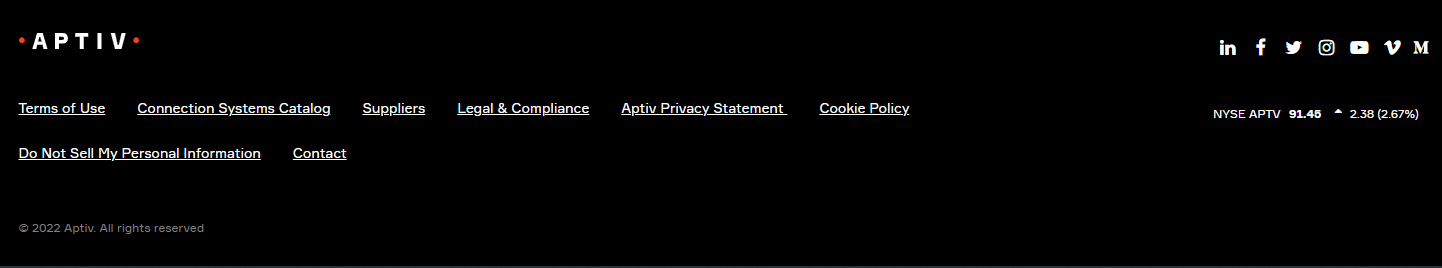 • APTIV •
Terms of Use Connection Systems Catalog Suppliers Legal & Compliance Aptiv Privacy Statement Cookie Policy
NYSE APTV 91.45 2.38 (2.67%)
Do Not Sell My Personal Information Contact
© 2022 Aptiv. All rights reserved